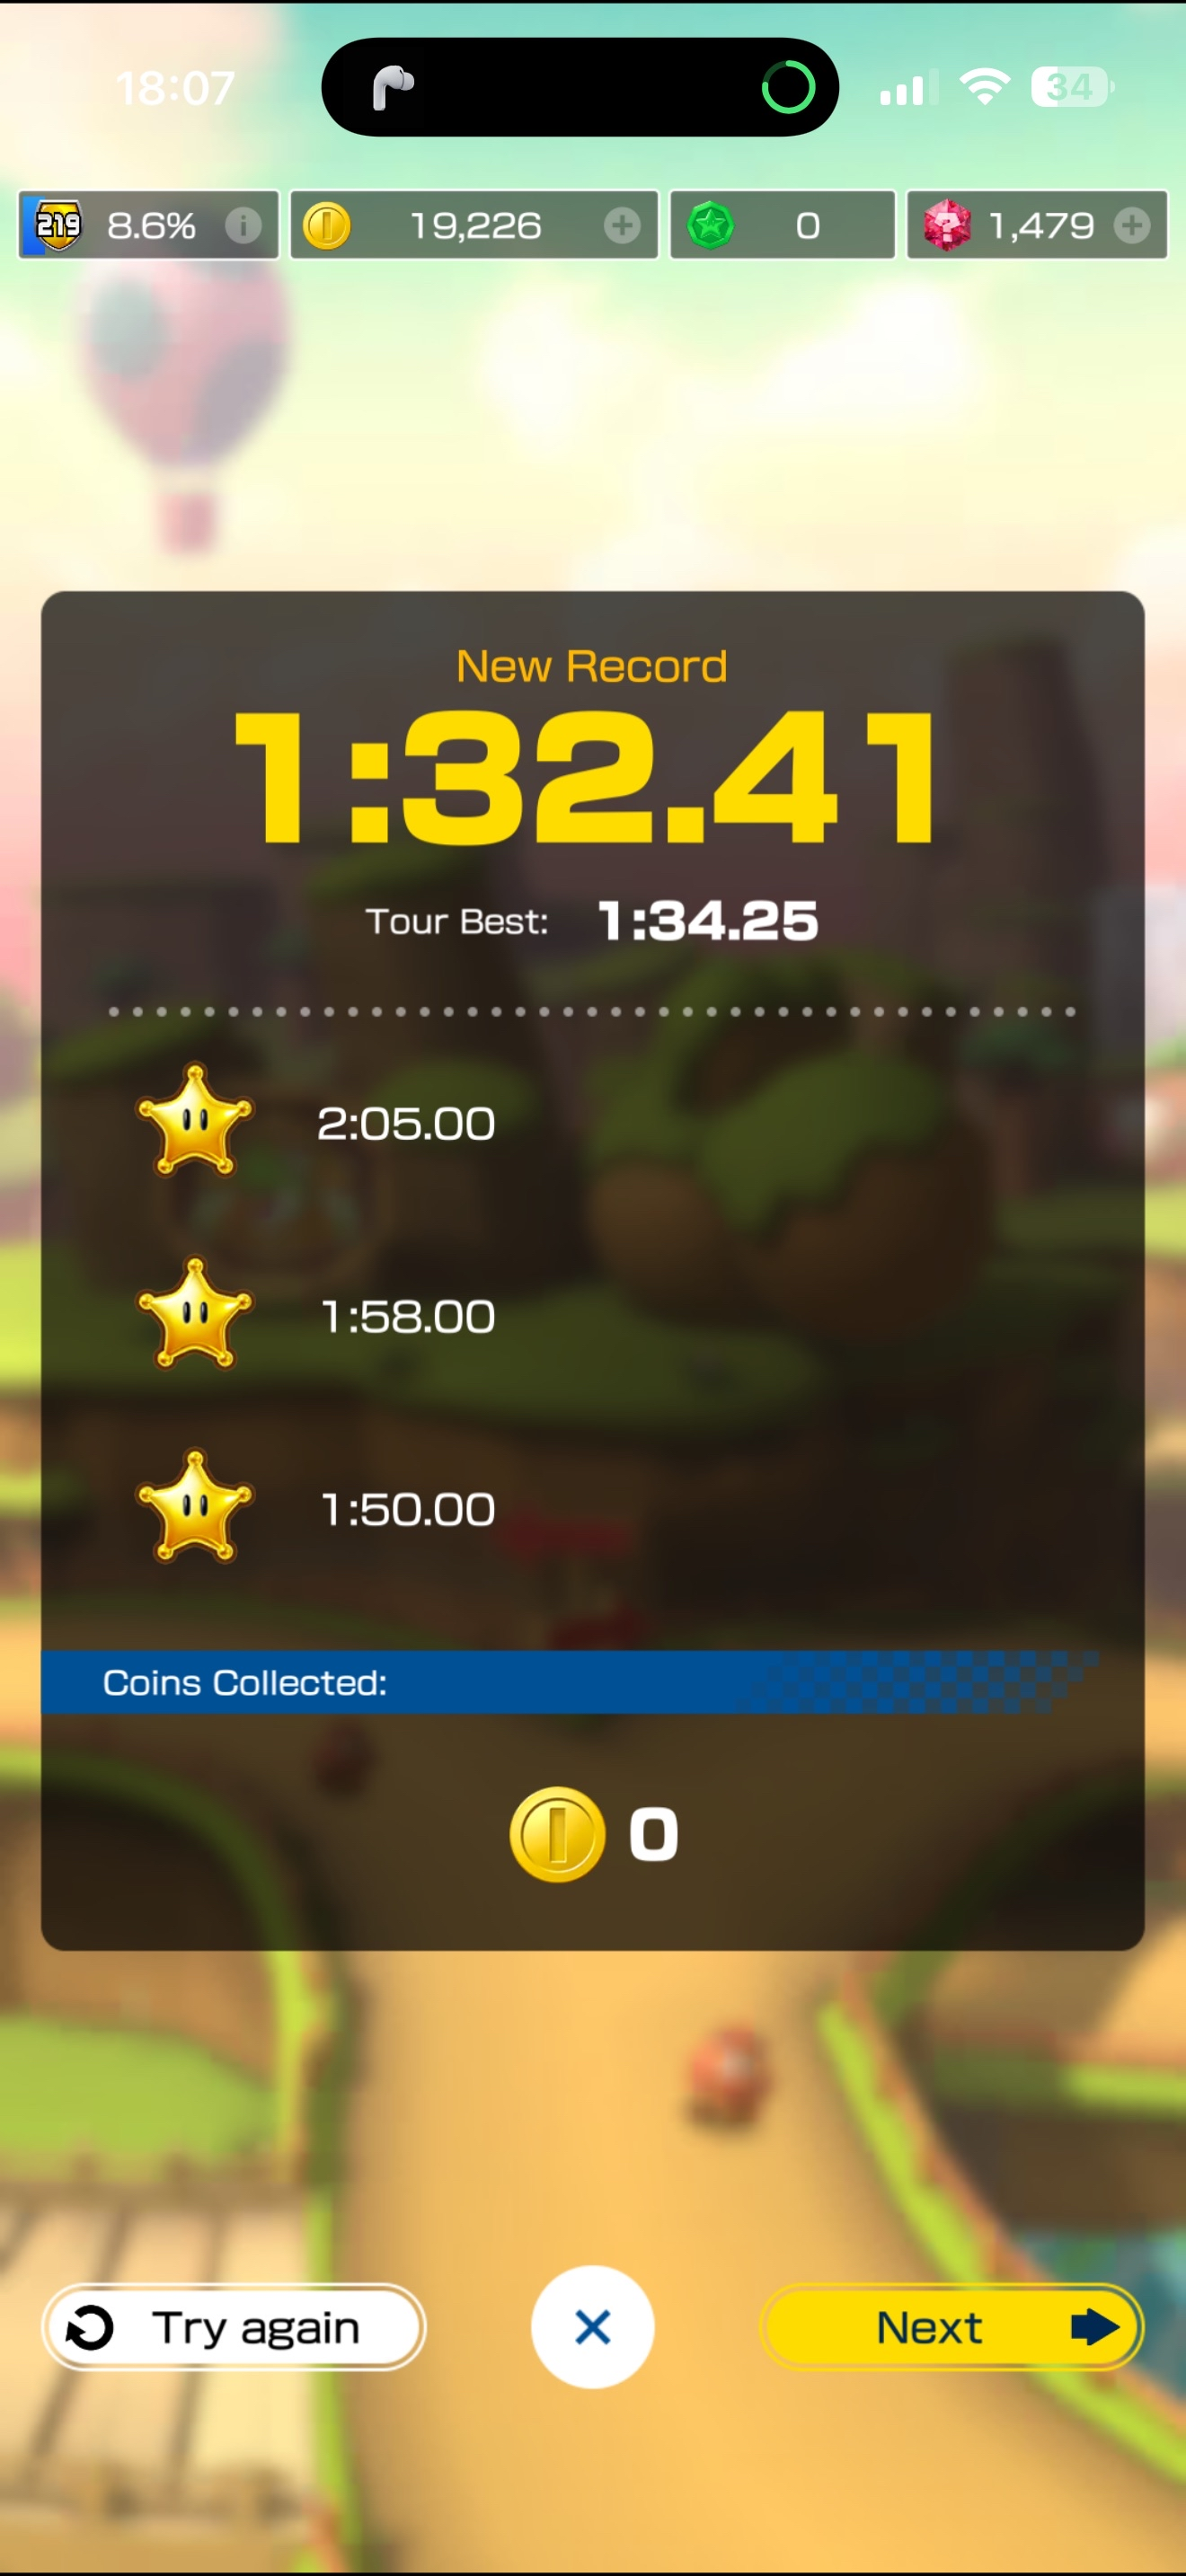 18:07
34
219 8.6% i 19,226 + 0 ? 1,479 +
New Record
1:32.41
Tour Best: 1:34.25
2:05.00
1:58.00
1:50.00
Coins Collected:
0
Try again × Next